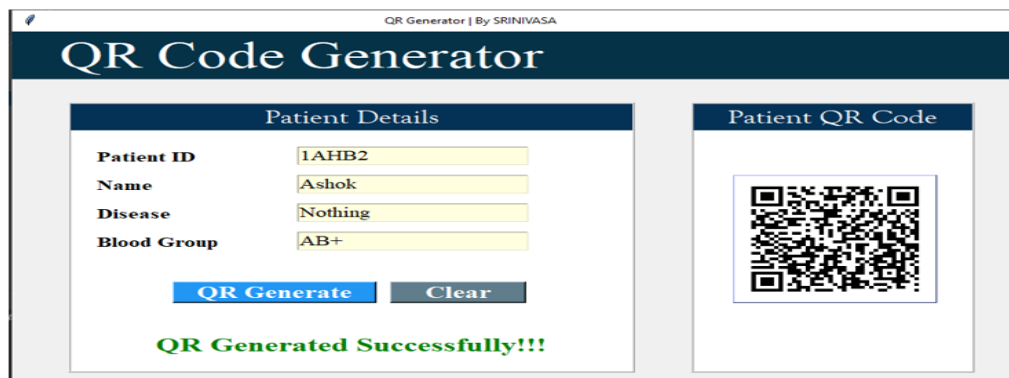 QR Generator | By SRINIVASA
QR Code Generator
Patient Details
Patient ID 1AHB2
Name Ashok
Disease Nothing
Blood Group AB+
QR Generate Clear
QR Generated Successfully!!!
Patient QR Code